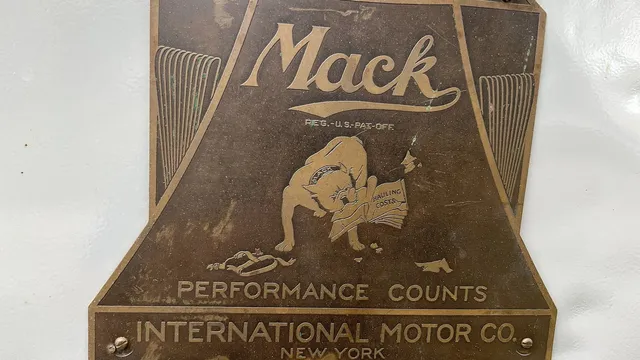 Mack
REG.-U.S.-PAT-OFF
HAULING
COSTS
PERFORMANCE COUNTS
INTERNATIONAL MOTOR CO.
NEW YORK